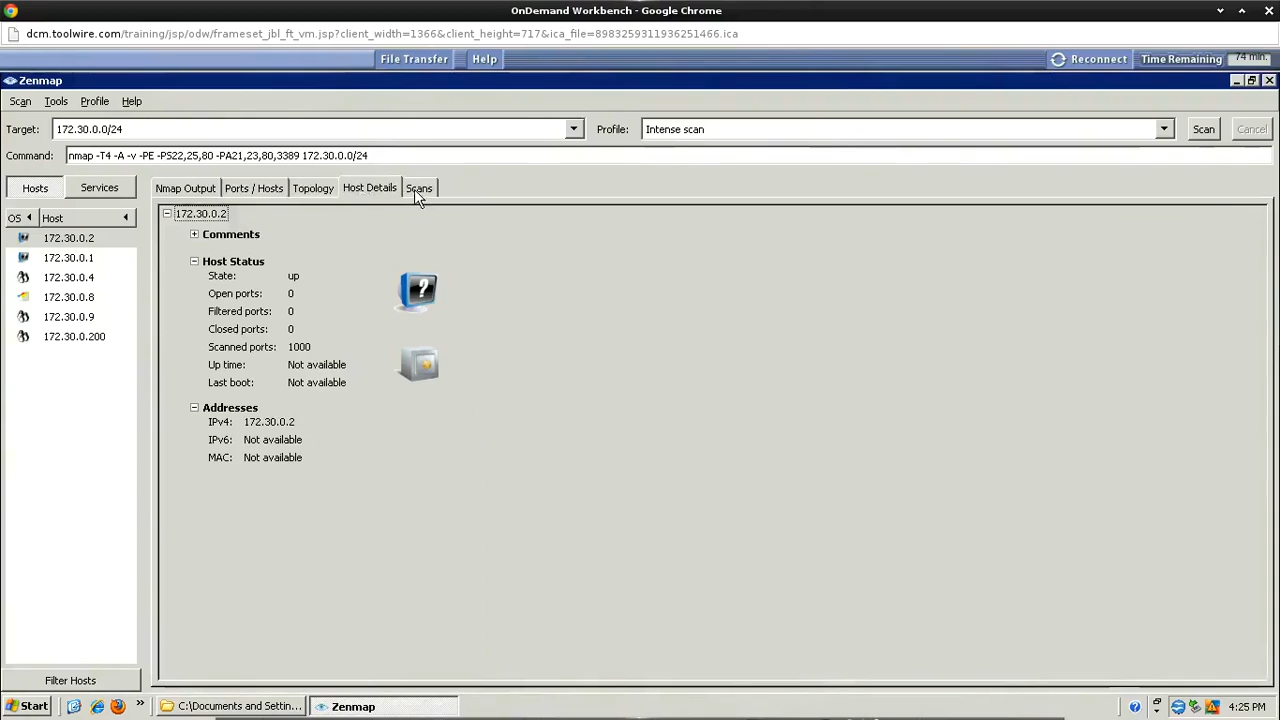 OnDemand Workbench - Google Chrome
dcm.toolwire.com/training/jsp/odw/frameset_jbl_ft_vm.jsp?client_width=1366&client_height=717&ica_file=8983259311936251466.ica
File Transfer Help Reconnect Time Remaining 74 min.
Zenmap
Scan Tools Profile Help
Target: 172.30.0.0/24 Profile: Intense scan Scan Cancel
Command: nmap -T4 -A -v -PE -PS22,25,80 -PA21,23,80,3389 172.30.0.0/24
Hosts Services Nmap Output Ports / Hosts Topology Host Details Scans
OS Host
172.30.0.2
172.30.0.1
172.30.0.4
172.30.0.8
172.30.0.9
172.30.0.200
Filter Hosts
172.30.0.2
Comments
Host Status
State: up
Open ports: 0
Filtered ports: 0
Closed ports: 0
Scanned ports: 1000
Up time: Not available
Last boot: Not available
Addresses
IPv4: 172.30.0.2
IPv6: Not available
MAC: Not available
Start » C:\Documents and Settin... Zenmap 4:25 PM